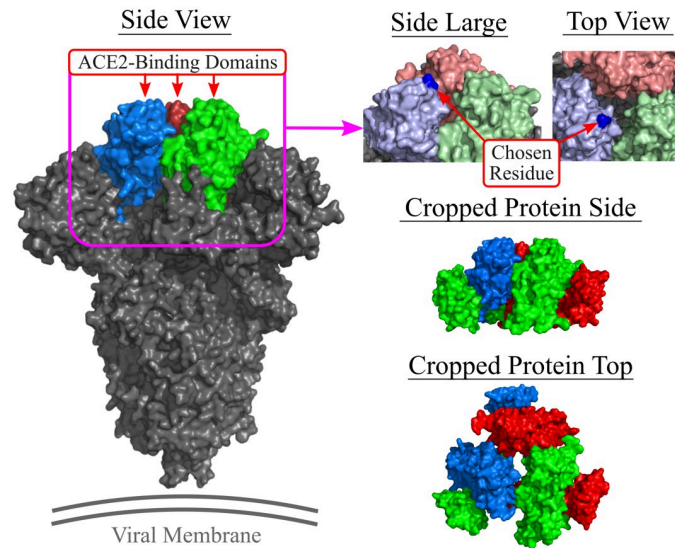 Side View
ACE2-Binding Domains
Side Large
Top View
Chosen
Residue
Cropped Protein Side
Cropped Protein Top
Viral Membrane